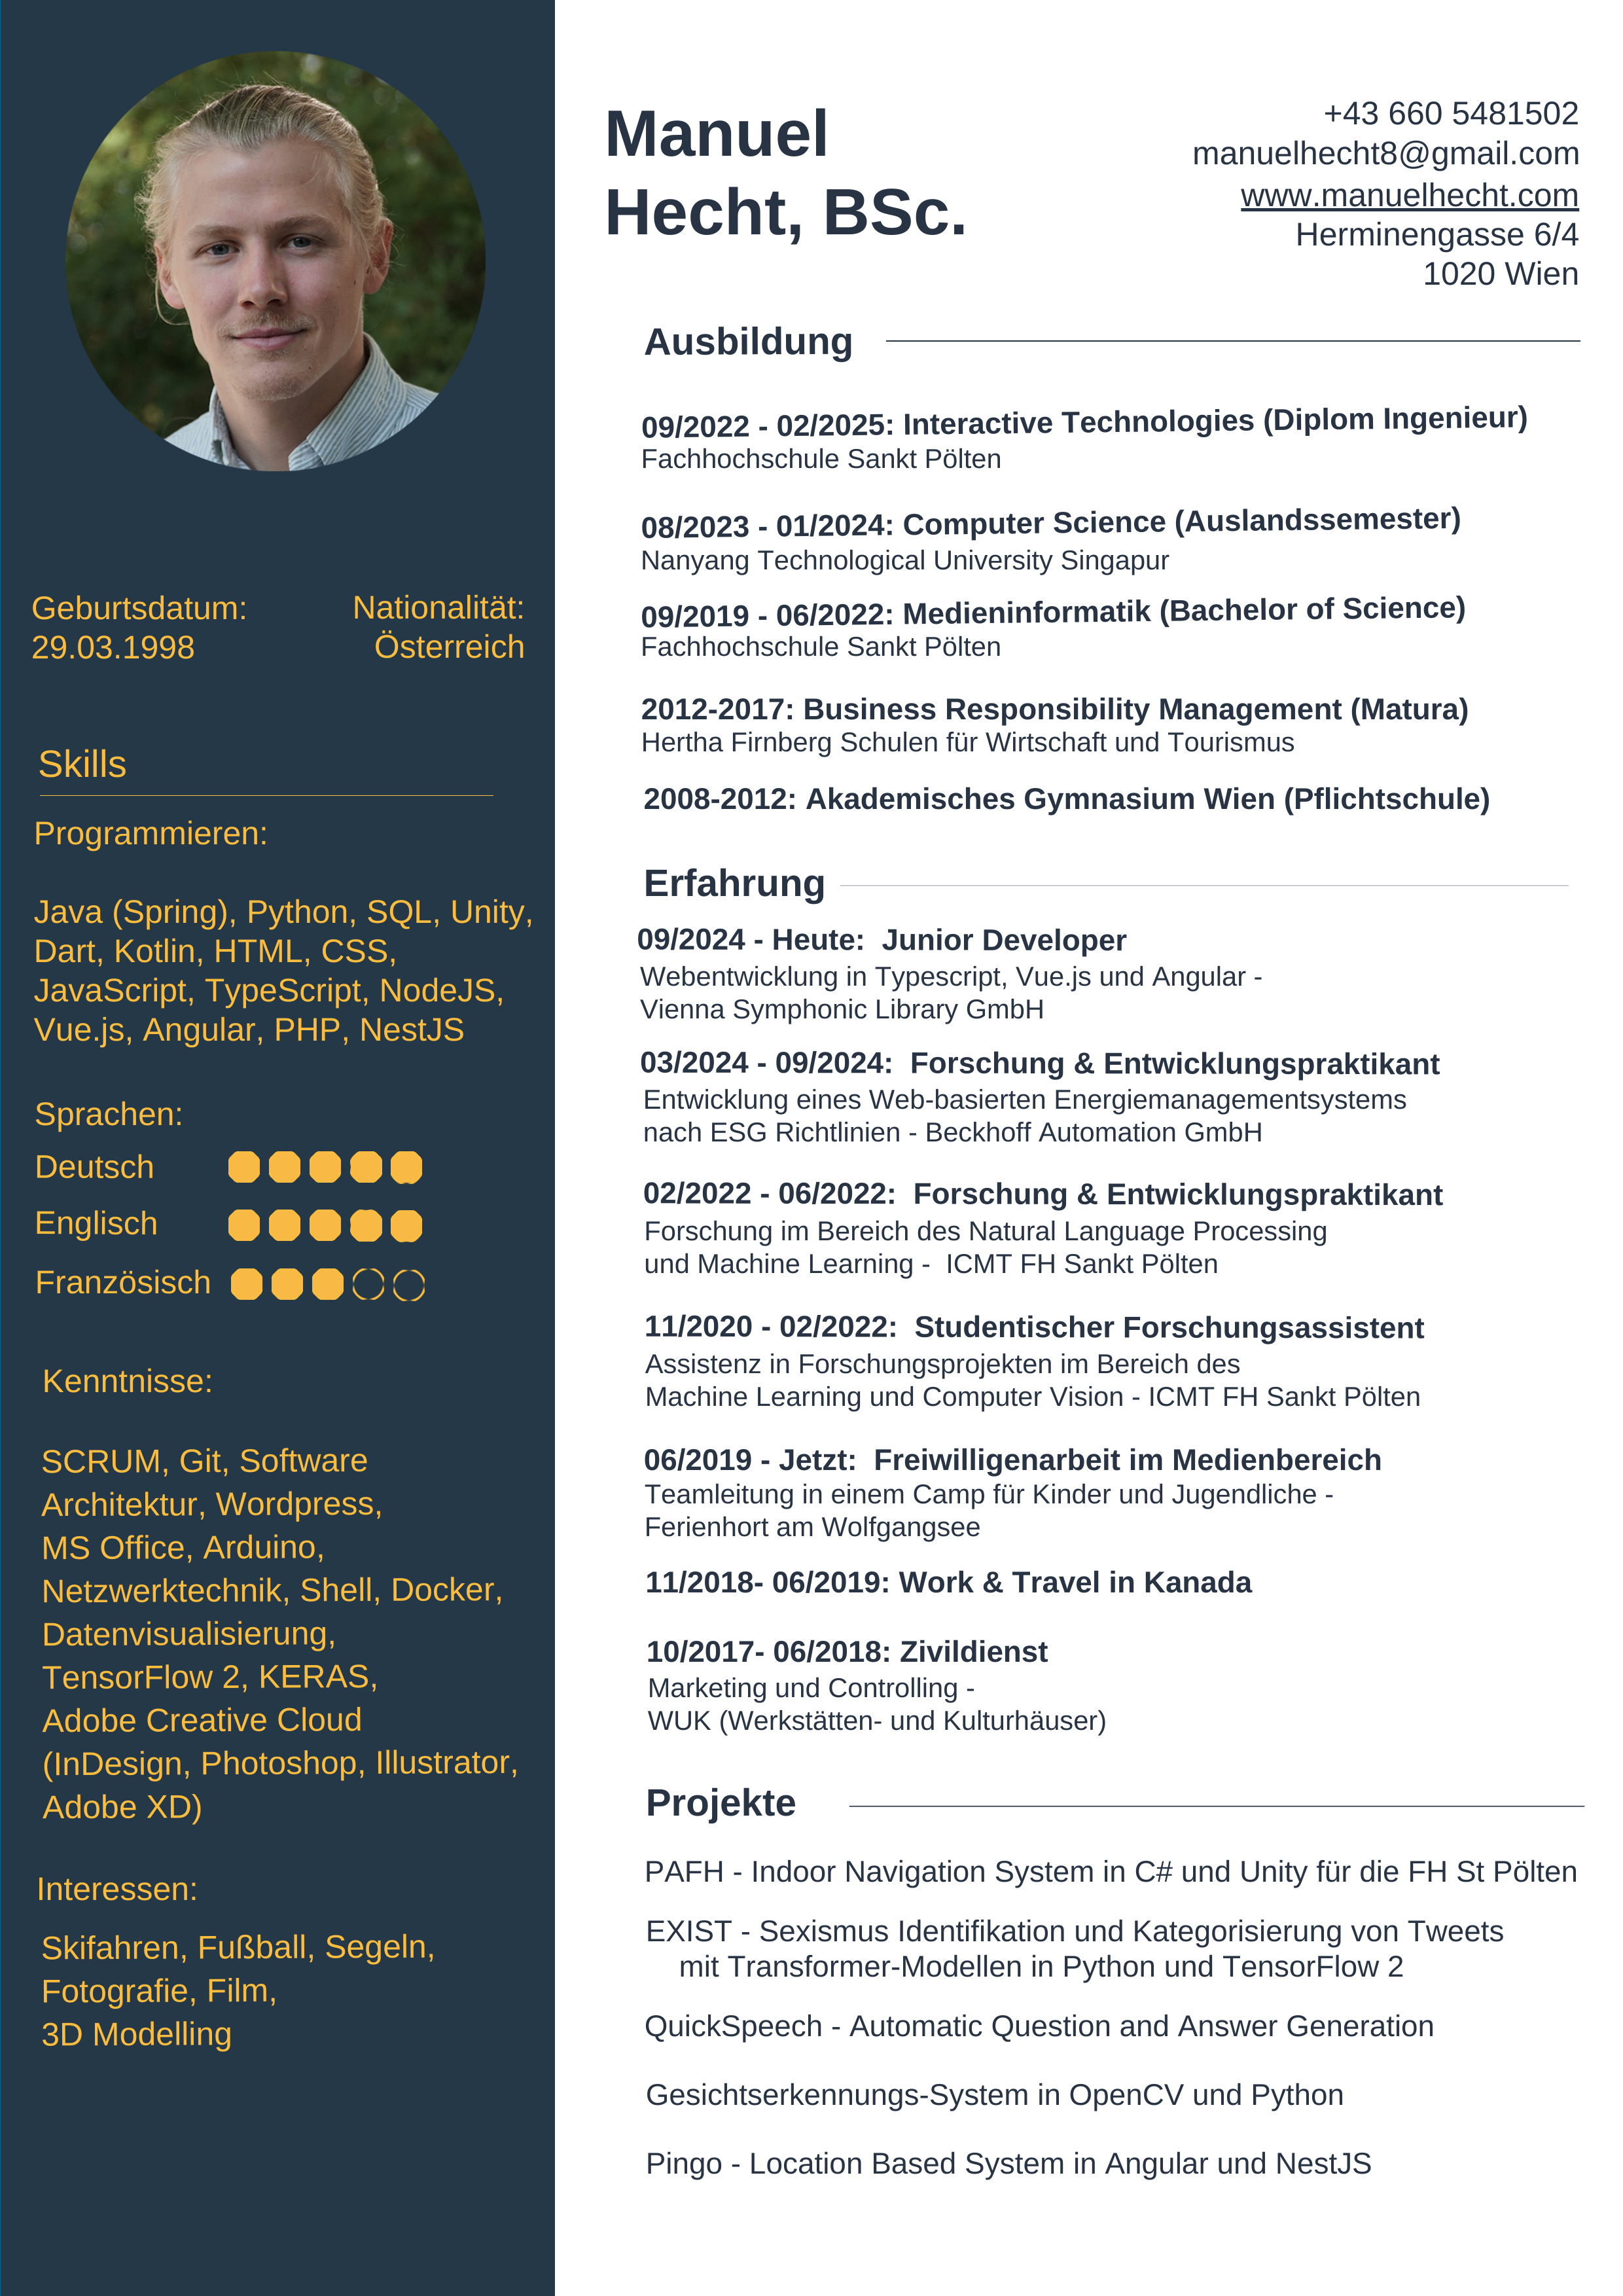 Manuel
Hecht, BSc.
+43 660 5481502
manuelhecht8@gmail.com
www.manuelhecht.com
Herminengasse 6/4
1020 Wien
Geburtsdatum:
29.03.1998
Nationalität:
Österreich
Skills
Programmieren:
Java (Spring), Python, SQL, Unity,
Dart, Kotlin, HTML, CSS,
JavaScript, TypeScript, NodeJS,
Vue.js, Angular, PHP, NestJS
Sprachen:
Deutsch
Englisch
Französisch
Kenntnisse:
SCRUM, Git, Software
Architektur, Wordpress,
MS Office, Arduino,
Netzwerktechnik, Shell, Docker,
Datenvisualisierung,
TensorFlow 2, KERAS,
Adobe Creative Cloud
(InDesign, Photoshop, Illustrator,
Adobe XD)
Interessen:
Skifahren, Fußball, Segeln,
Fotografie, Film,
3D Modelling
Ausbildung
09/2022 - 02/2025: Interactive Technologies (Diplom Ingenieur)
Fachhochschule Sankt Pölten
08/2023 - 01/2024: Computer Science (Auslandssemester)
Nanyang Technological University Singapur
09/2019 - 06/2022: Medieninformatik (Bachelor of Science)
Fachhochschule Sankt Pölten
2012-2017: Business Responsibility Management (Matura)
Hertha Firnberg Schulen für Wirtschaft und Tourismus
2008-2012: Akademisches Gymnasium Wien (Pflichtschule)
Erfahrung
09/2024 - Heute: Junior Developer
Webentwicklung in Typescript, Vue.js und Angular -
Vienna Symphonic Library GmbH
03/2024 - 09/2024: Forschung & Entwicklungspraktikant
Entwicklung eines Web-basierten Energiemanagementsystems
nach ESG Richtlinien - Beckhoff Automation GmbH
02/2022 - 06/2022: Forschung & Entwicklungspraktikant
Forschung im Bereich des Natural Language Processing
und Machine Learning - ICMT FH Sankt Pölten
11/2020 - 02/2022: Studentischer Forschungsassistent
Assistenz in Forschungsprojekten im Bereich des
Machine Learning und Computer Vision - ICMT FH Sankt Pölten
06/2019 - Jetzt: Freiwilligenarbeit im Medienbereich
Teamleitung in einem Camp für Kinder und Jugendliche -
Ferienhort am Wolfgangsee
11/2018- 06/2019: Work & Travel in Kanada
10/2017- 06/2018: Zivildienst
Marketing und Controlling -
WUK (Werkstätten- und Kulturhäuser)
Projekte
PAFH - Indoor Navigation System in C# und Unity für die FH St Pölten
EXIST - Sexismus Identifikation und Kategorisierung von Tweets
mit Transformer-Modellen in Python und TensorFlow 2
QuickSpeech - Automatic Question and Answer Generation
Gesichtserkennungs-System in OpenCV und Python
Pingo - Location Based System in Angular und NestJS